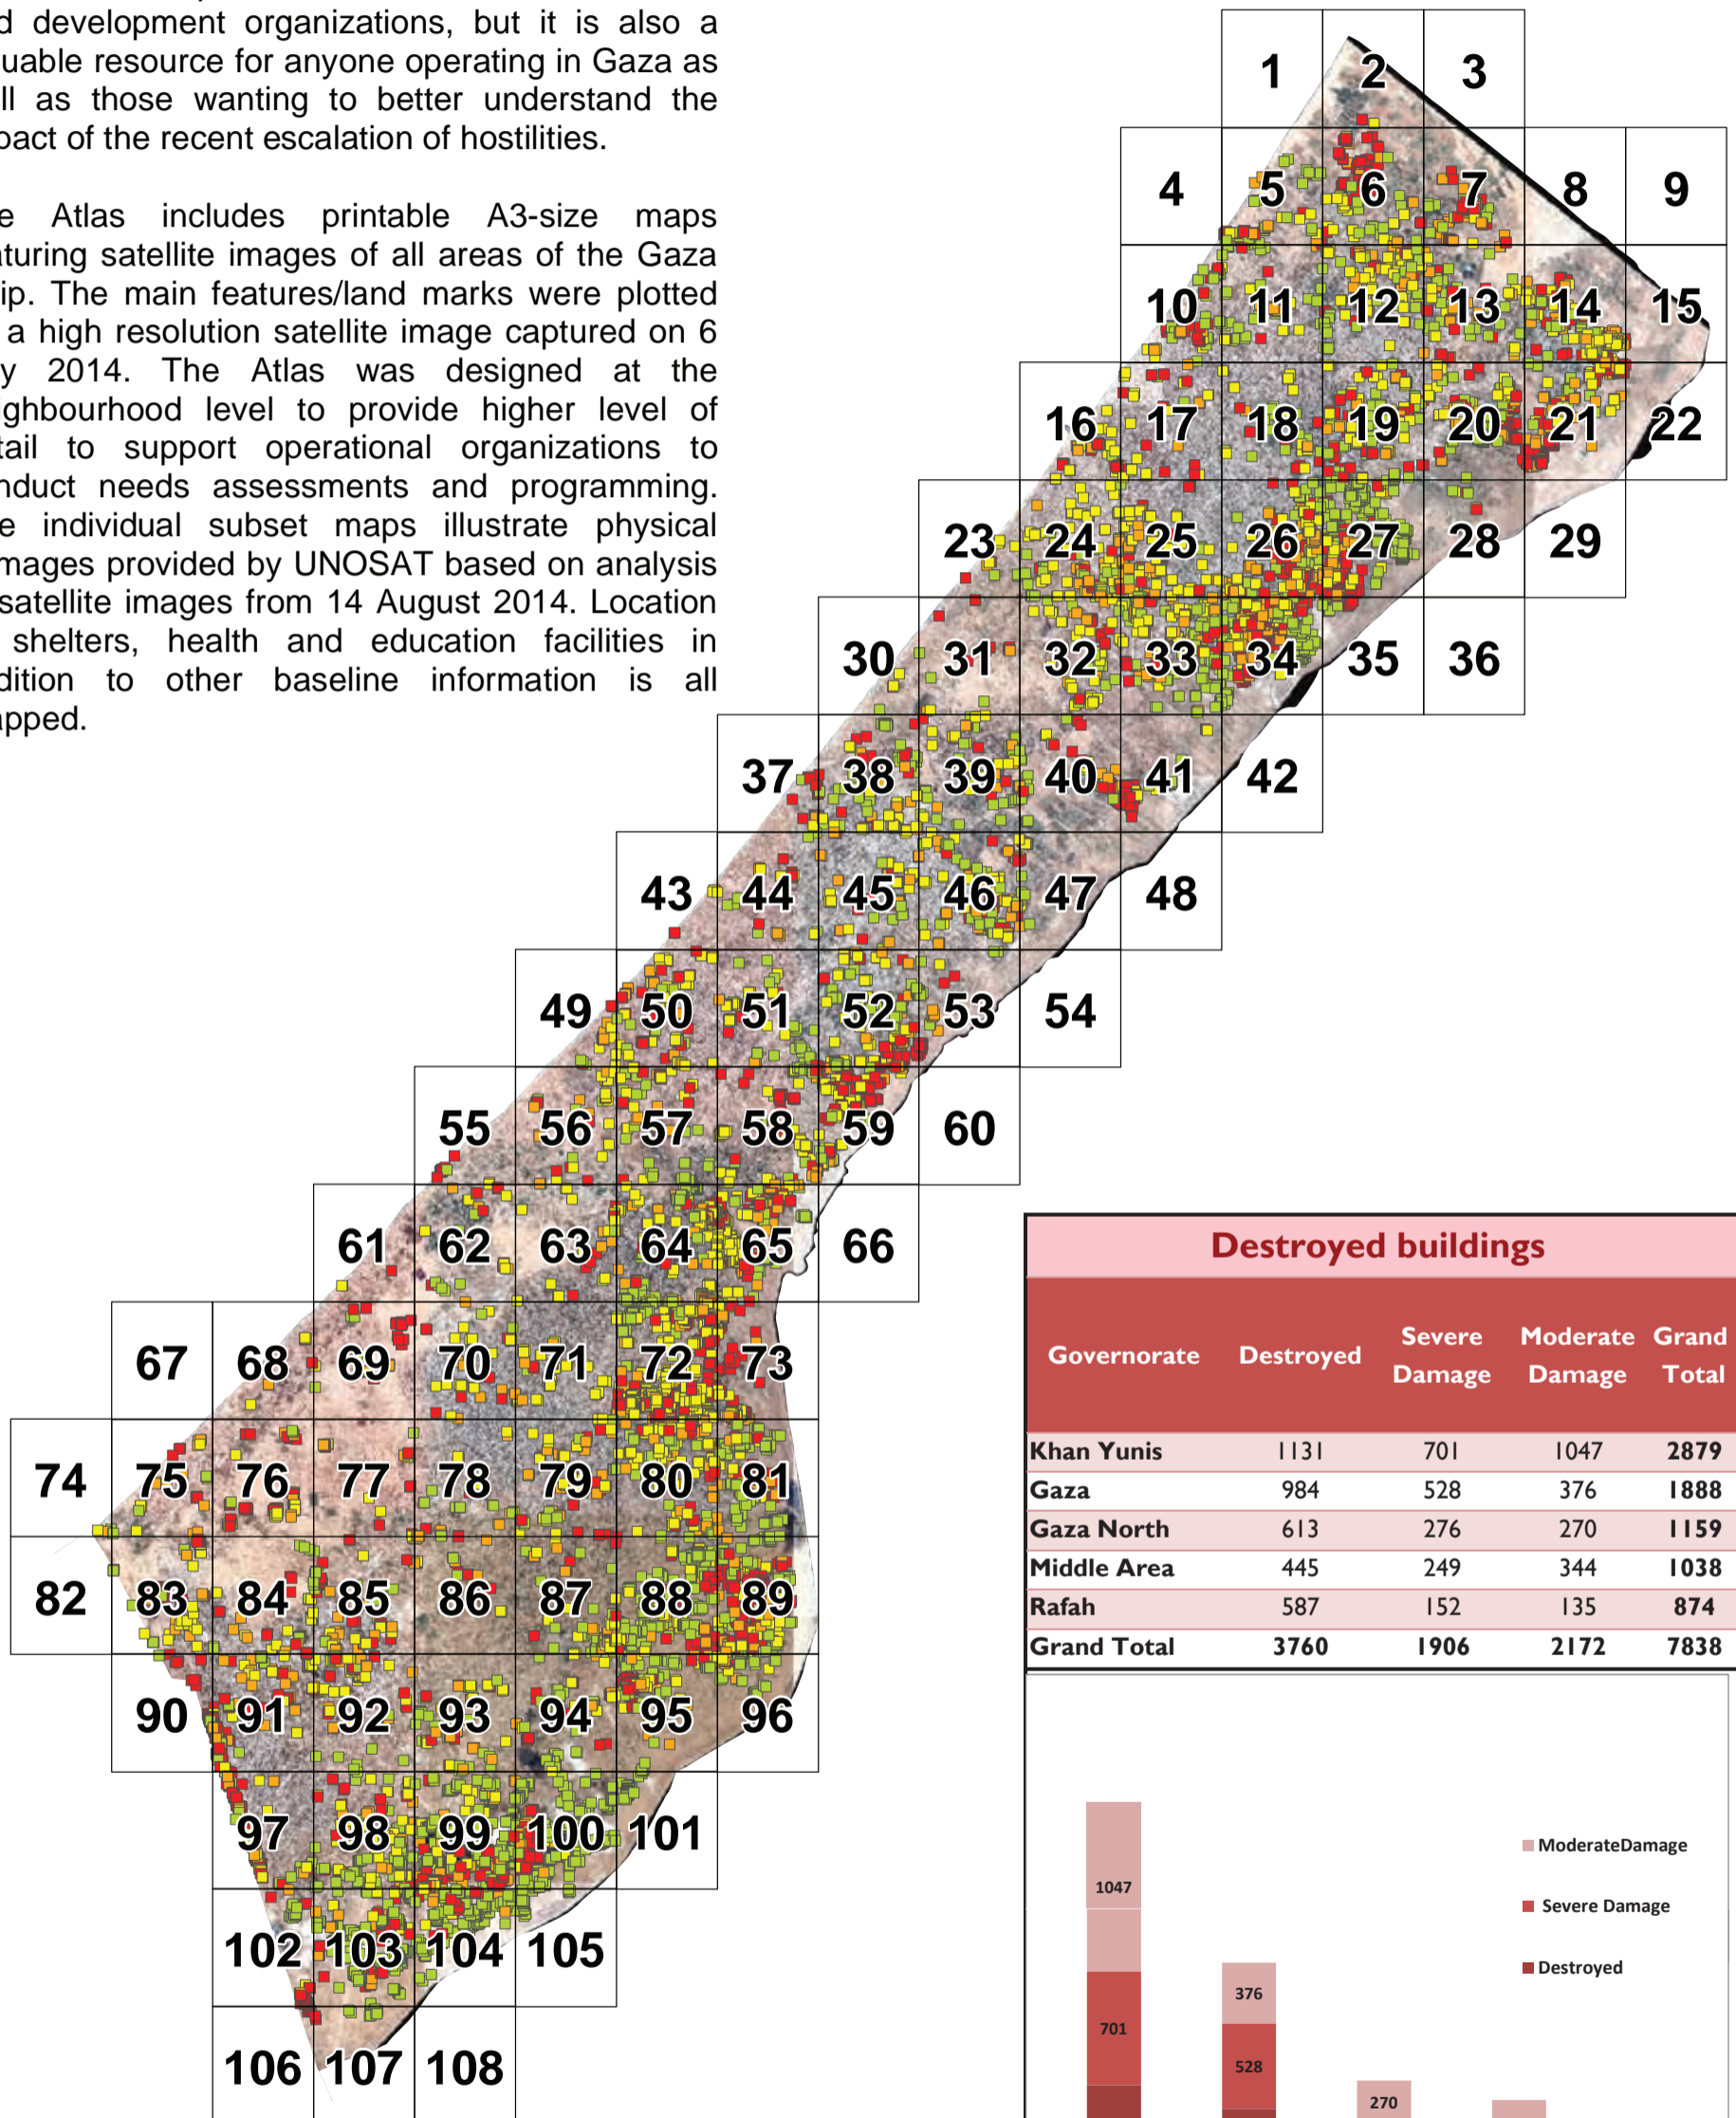 d development organizations, but it is also a
uable resource for anyone operating in Gaza as
ll as those wanting to better understand the
pact of the recent escalation of hostilities.
e Atlas includes printable A3-size maps
turing satellite images of all areas of the Gaza
ip. The main features/land marks were plotted
a high resolution satellite image captured on 6
y 2014. The Atlas was designed at the
ighbourhood level to provide higher level of
tail to support operational organizations to
nduct needs assessments and programming.
e individual subset maps illustrate physical
mages provided by UNOSAT based on analysis
satellite images from 14 August 2014. Location
shelters, health and education facilities in
dition to other baseline information is all
apped.
1 2 3
4 5 6 7 8 9
10 11 12 13 14 15
16 17 18 19 20 21 22
23 24 25 26 27 28 29
30 31 32 33 34 35 36
37 38 39 40 41 42
43 44 45 46 47 48
49 50 51 52 53 54
55 56 57 58 59 60
61 62 63 64 65 66
67 68 69 70 71 72 73
74 75 76 77 78 79 80 81
82 83 84 85 86 87 88 89
90 91 92 93 94 95 96
97 98 99 100 101
102 103 104 105
106 107 108
Destroyed buildings
Governorate Destroyed Severe Damage Moderate Damage Grand Total
Khan Yunis 1131 701 1047 2879
Gaza 984 528 376 1888
Gaza North 613 276 270 1159
Middle Area 445 249 344 1038
Rafah 587 152 135 874
Grand Total 3760 1906 2172 7838
ModerateDamage
Severe Damage
Destroyed
1047
701
376
528
270